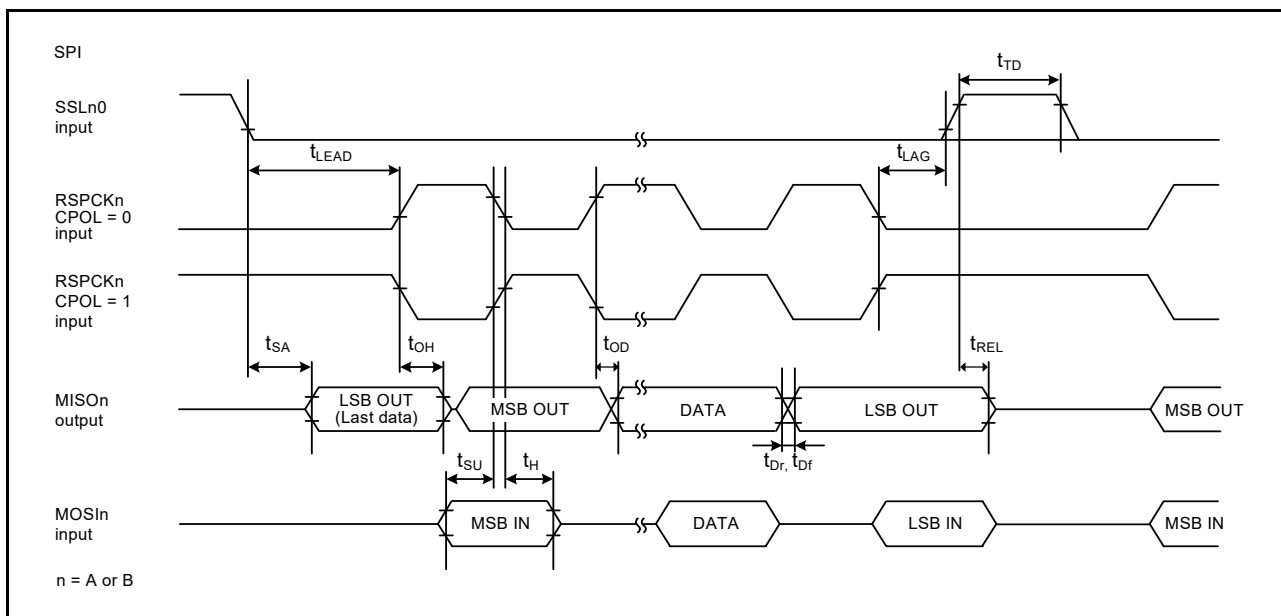 SPI
t_TD
SSLn0
input
t_LEAD
t_LAG
RSPCKn
CPOL = 0
input
RSPCKn
CPOL = 1
input
t_SA
t_OH
t_OD
t_REL
MISOn
output
LSB OUT
(Last data)
MSB OUT
DATA
LSB OUT
MSB OUT
t_SU
t_H
t_Dr, t_Df
MOSIn
input
MSB IN
DATA
LSB IN
MSB IN
n = A or B